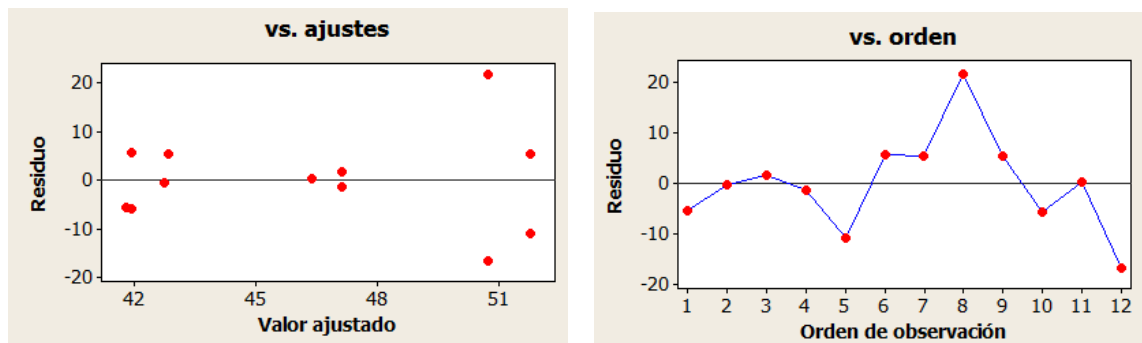 vs. ajustes
Residuo
20
10
0
-10
-20
42 45 48 51
Valor ajustado
vs. orden
Residuo
20
10
0
-10
-20
1 2 3 4 5 6 7 8 9 10 11 12
Orden de observación